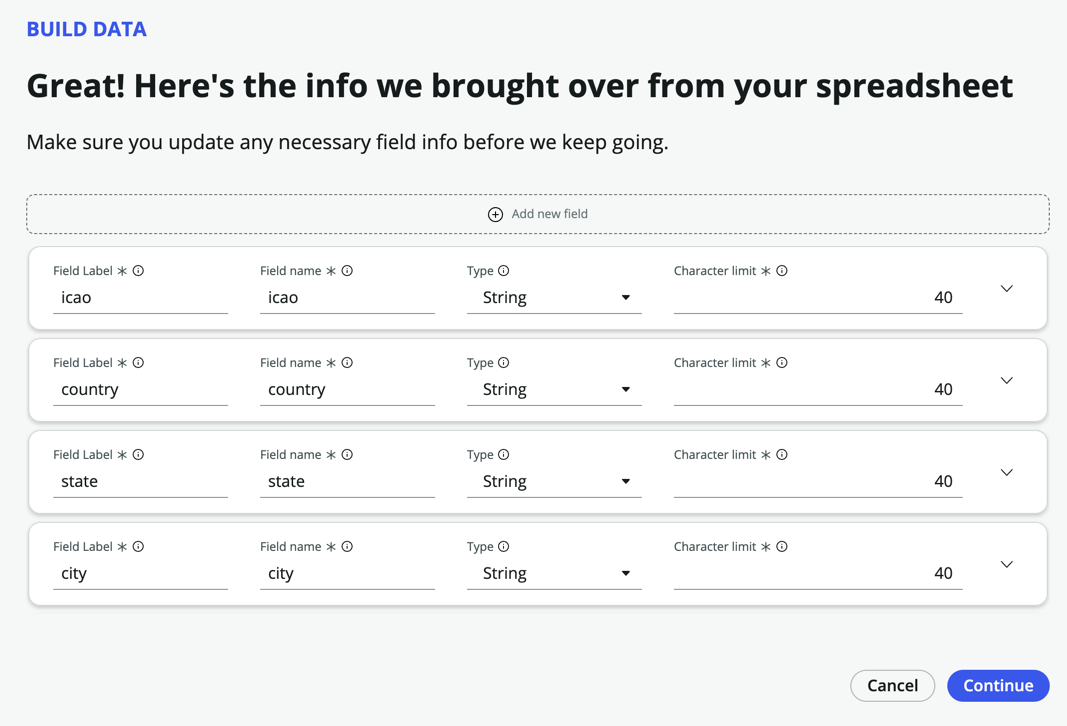 BUILD DATA
Great! Here's the info we brought over from your spreadsheet
Make sure you update any necessary field info before we keep going.
Add new field
Field Label * Field name * Type Character limit *
icao icao String 40
Field Label * Field name * Type Character limit *
country country String 40
Field Label * Field name * Type Character limit *
state state String 40
Field Label * Field name * Type Character limit *
city city String 40
Cancel Continue